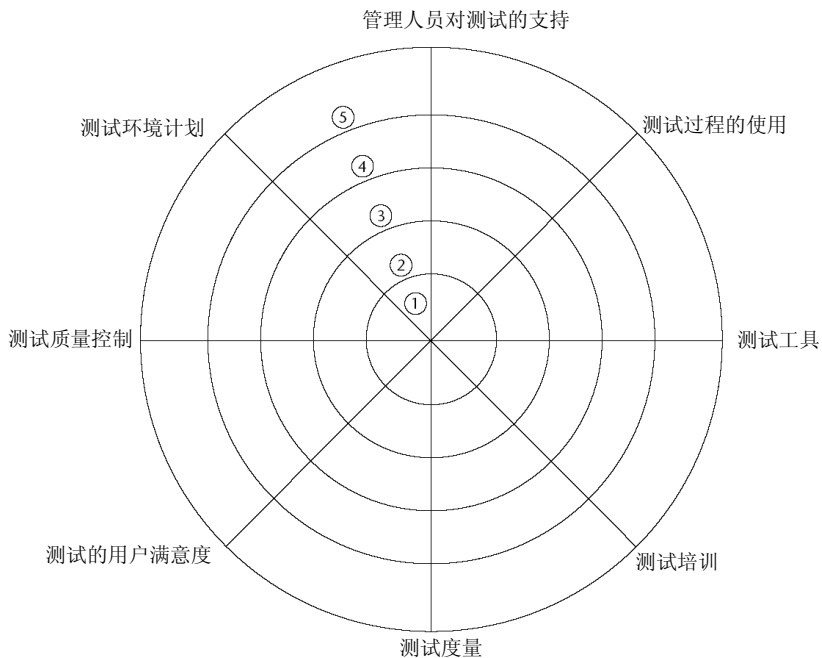 管理人员对测试的支持
测试环境计划
测试过程的使用
⑤
④
③
②
①
测试质量控制
测试工具
测试的用户满意度
测试培训
测试度量